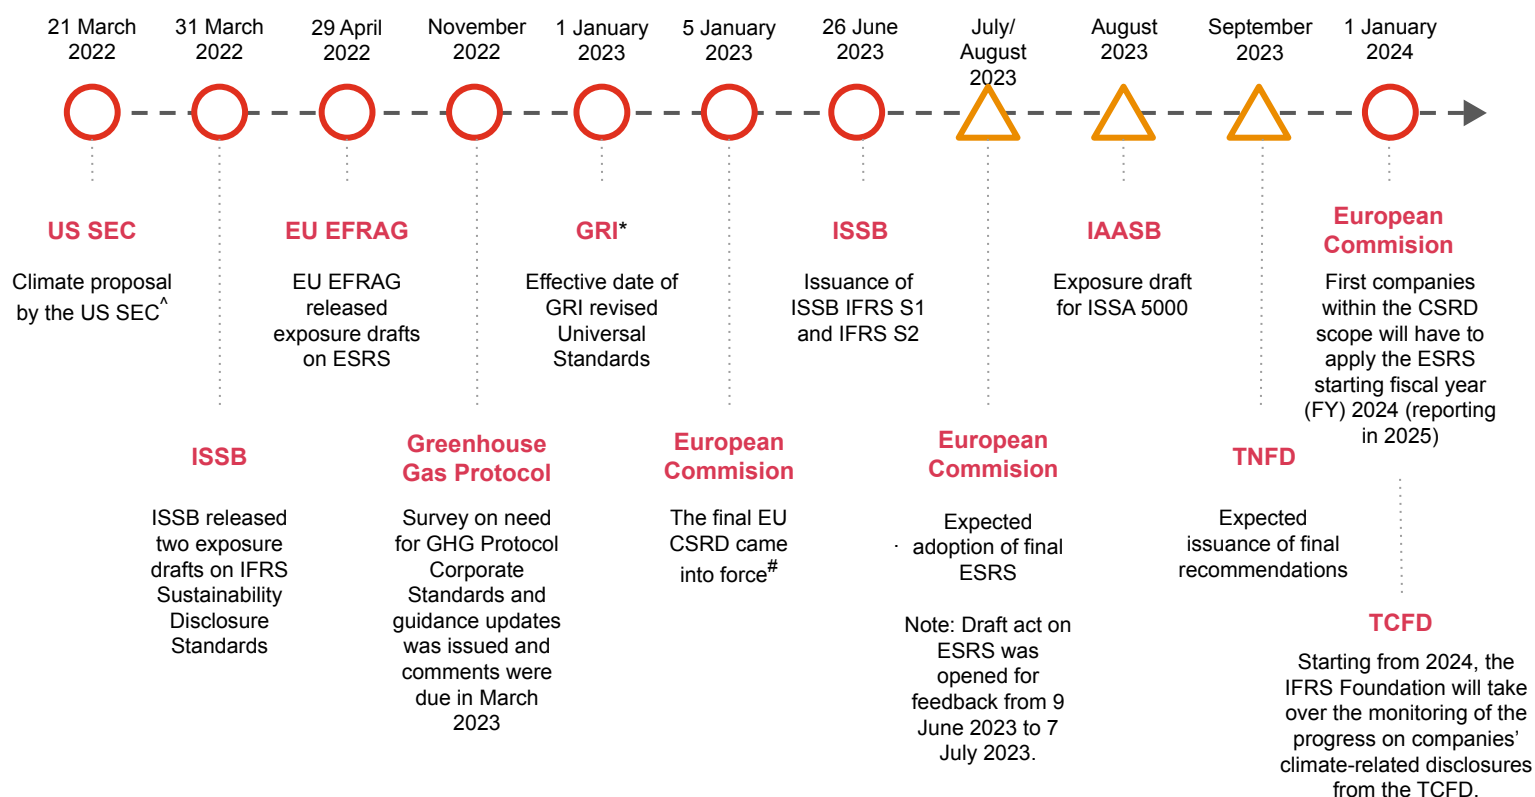 21 March
2022
31 March
2022
29 April
2022
November
2022
1 January
2023
5 January
2023
26 June
2023
July/
August
2023
August
2023
September
2023
1 January
2024
US SEC
Climate proposal
by the US SEC^
ISSB
ISSB released
two exposure
drafts on IFRS
Sustainability
Disclosure
Standards
EU EFRAG
EU EFRAG
released
exposure drafts
on ESRS
Greenhouse
Gas Protocol
Survey on need
for GHG Protocol
Corporate
Standards and
guidance updates
was issued and
comments were
due in March
2023
GRI*
Effective date of
GRI revised
Universal
Standards
European
Commision
The final EU
CSRD came
into force#
ISSB
Issuance of
ISSB IFRS S1
and IFRS S2
European
Commision
Expected
. adoption of final
ESRS
Note: Draft act on
ESRS was
opened for
feedback from 9
June 2023 to 7
July 2023.
IAASB
Exposure draft
for ISSA 5000
TNFD
Expected
issuance of final
recommendations
European
Commision
First companies
within the CSRD
scope will have to
apply the ESRS
starting fiscal year
(FY) 2024 (reporting
in 2025)
TCFD
Starting from 2024, the
IFRS Foundation will take
over the monitoring of the
progress on companies’
climate-related disclosures
from the TCFD.